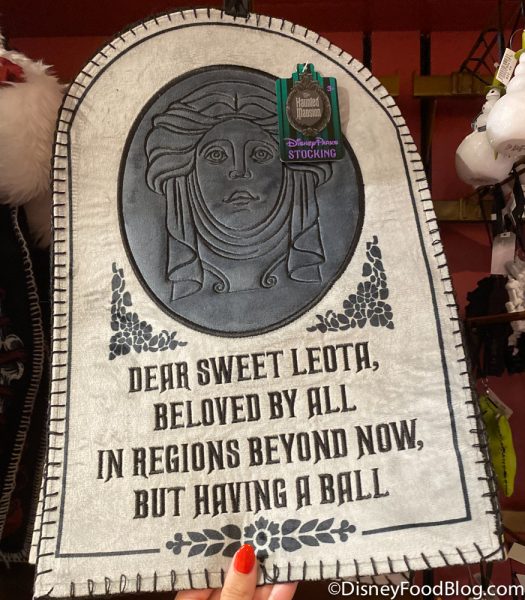 The
Haunted
Mansion
Disney Parks
STOCKING
DEAR SWEET LEOTA,
BELOVED BY ALL
IN REGIONS BEYOND NOW,
BUT HAVING A BALL
©DisneyFoodBlog.com